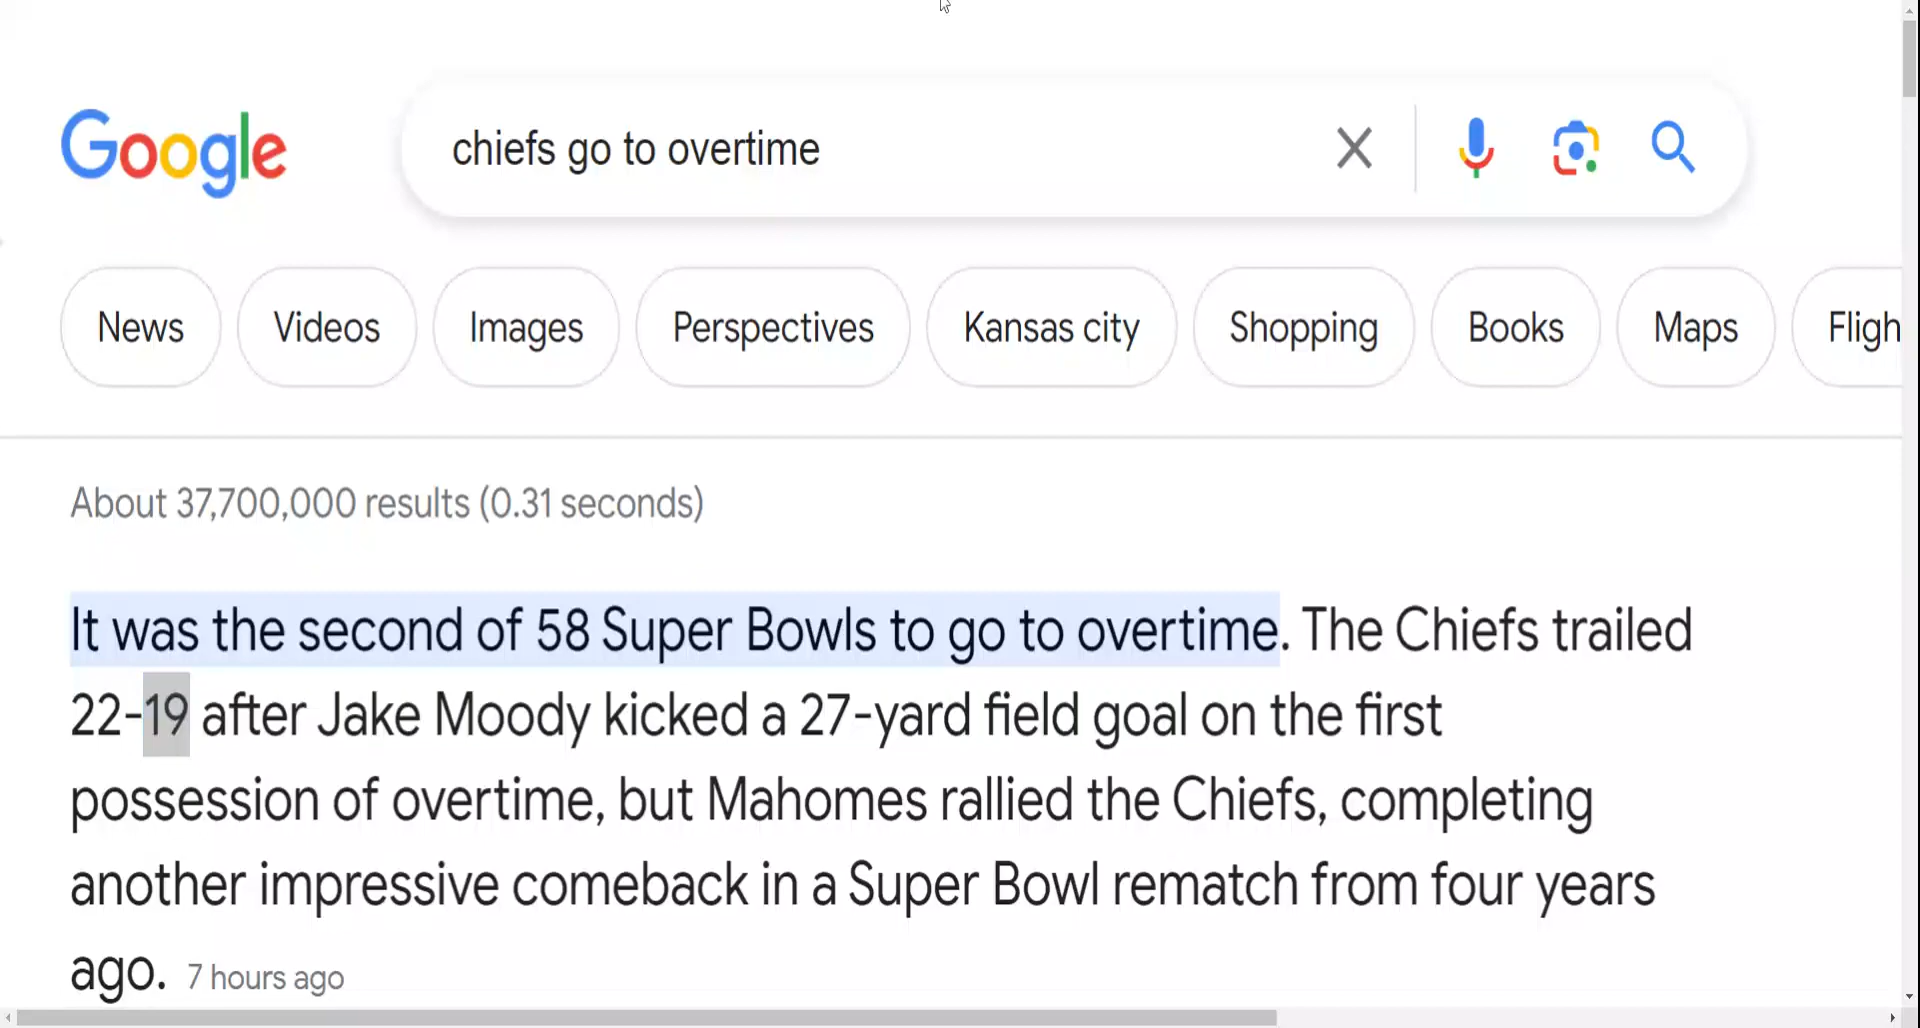 Google
chiefs go to overtime
News Videos Images Perspectives Kansas city Shopping Books Maps Fligh
About 37,700,000 results (0.31 seconds)
It was the second of 58 Super Bowls to go to overtime. The Chiefs trailed
22-19 after Jake Moody kicked a 27-yard field goal on the first
possession of overtime, but Mahomes rallied the Chiefs, completing
another impressive comeback in a Super Bowl rematch from four years
ago. 7 hours ago